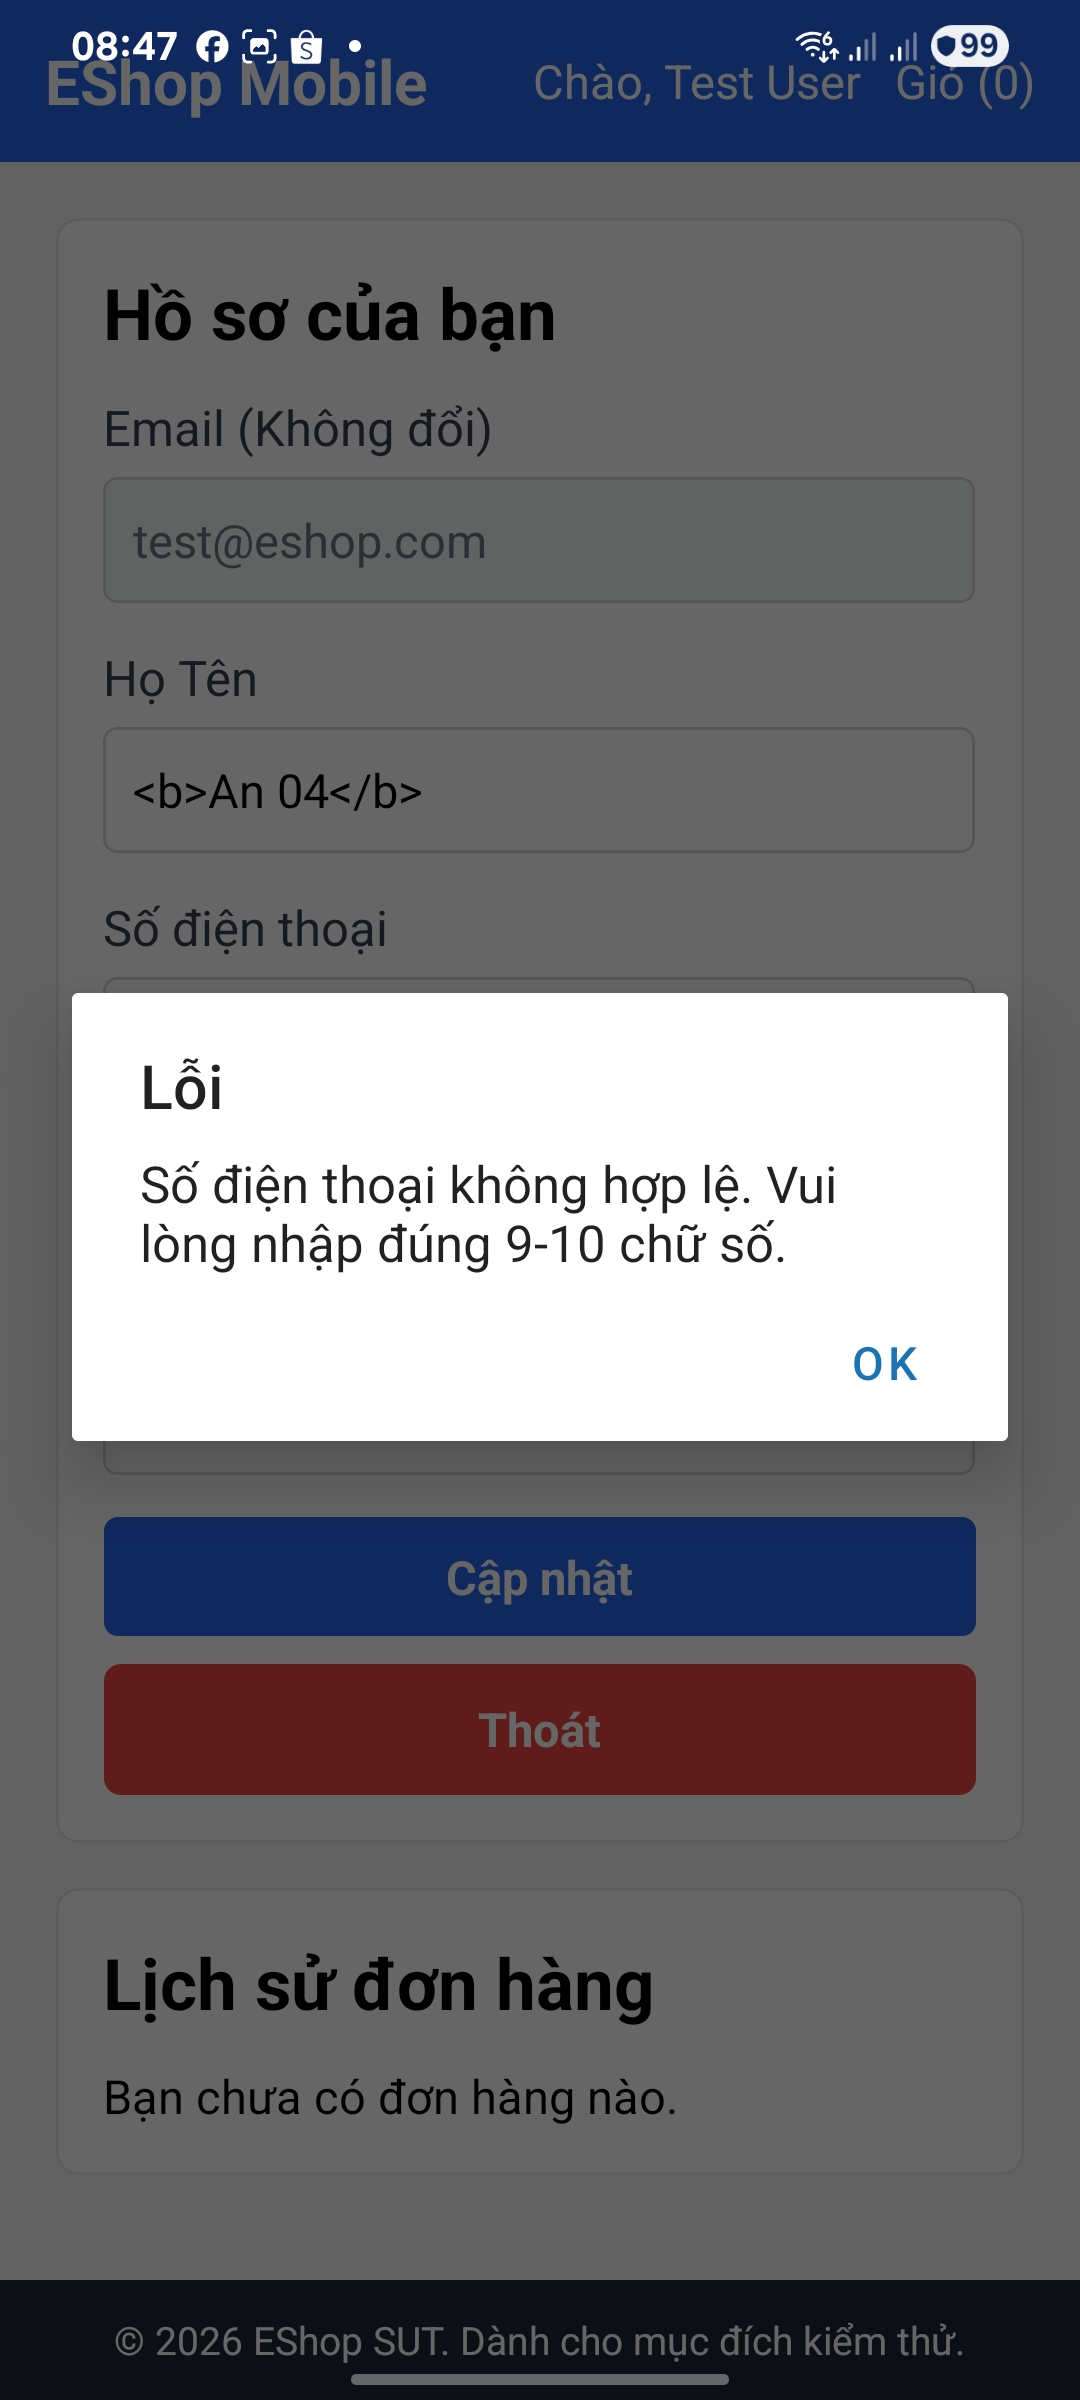 08:47
99
EShop Mobile
Chào, Test User
Giỏ (0)
Hồ sơ của bạn
Email (Không đổi)
test@eshop.com
Họ Tên
<b>An 04</b>
Số điện thoại
Lỗi
Số điện thoại không hợp lệ. Vui
lòng nhập đúng 9-10 chữ số.
OK
Cập nhật
Thoát
Lịch sử đơn hàng
Bạn chưa có đơn hàng nào.
© 2026 EShop SUT. Dành cho mục đích kiểm thử.